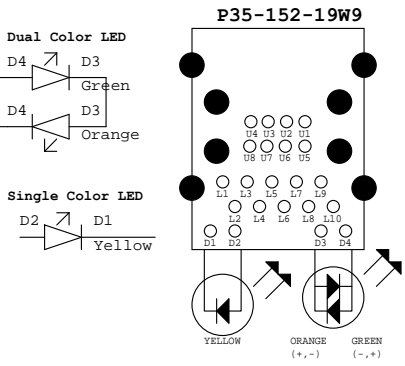 P35-152-19W9
Dual Color LED
D4 D3
Green
D4 D3
Orange
Single Color LED
D2 D1
Yellow
U4 U3 U2 U1
U8 U7 U6 U5
L1 L3 L5 L7 L9
L2 L4 L6 L8 L10
D1 D2 D3 D4
YELLOW ORANGE GREEN
(+,-) (-,+)